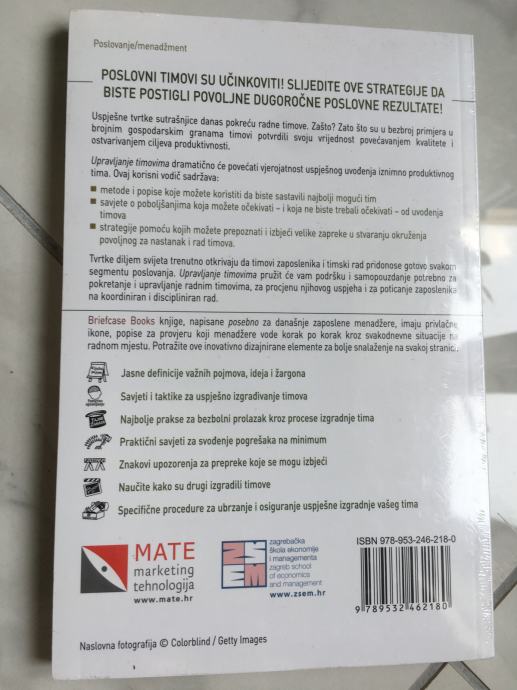 Poslovanje/menadžment
POSLOVNI TIMOVI SU UČINKOVITI! SLIJEDITE OVE STRATEGIJE DA
BISTE POSTIGLI POVOLJNE DUGOROČNE POSLOVNE REZULTATE!
Uspješne tvrtke sutrašnjice danas pokreću radne timove. Zašto? Zato što su u bezbroj primjera u
brojnim gospodarskim granama timovi potvrdili svoju vrijednost povećavanjem kvalitete i
ostvarivanjem ciljeva produktivnosti.
Upravljanje timovima dramatično će povećati vjerojatnost uspješnog uvođenja iznimno produktivnog
tima. Ovaj korisni vodič sadržava:
metode i popise koje možete koristiti da biste sastavili najbolji mogući tim
savjete o poboljšanjima koja možete očekivati – i koja ne biste trebali očekivati – od uvođenja
timova
strategije pomoću kojih možete prepoznati i izbjeći velike zapreke u stvaranju okruženja
povoljnog za nastanak i rad timova.
Tvrtke diljem svijeta trenutno otkrivaju da timovi zaposlenika i timski rad pridonose gotovo svakom
segmentu poslovanja. Upravljanje timovima pružit će vam podršku i samopouzdanje potrebno za
pokretanje i upravljanje radnim timovima, za procjenu njihovog uspjeha i za poticanje zaposlenika
na koordiniran i discipliniran rad.
Briefcase Books knjige, napisane posebno za današnje zaposlene menadžere, imaju privlačne
ikone, popise za provjeru koji menadžere vode korak po korak kroz svakodnevne situacije na
radnom mjestu. Potražite ove inovativno dizajnirane elemente za bolje snalaženje na svakoj stranici.
Jasne definicije važnih pojmova, ideja i žargona
Savjeti i taktike za uspješno izgrađivanje timova
Najbolje prakse za bezbolni prolazak kroz procese izgradnje tima
Praktični savjeti za svođenje pogrešaka na minimum
Znakovi upozorenja za prepreke koje se mogu izbjeći
Naučite kako su drugi izgradili timove
Specifične procedure za ubrzanje i osiguranje uspješne izgradnje vašeg tima
MATE
marketing
tehnologija
www.mate.hr
ZSEM
zagrebačka
škola ekonomije
i managementa
zagreb school
of economics
and management
www.zsem.hr
ISBN 978-953-246-218-0
9 789532 462180
Naslovna fotografija © Colorblind / Getty Images